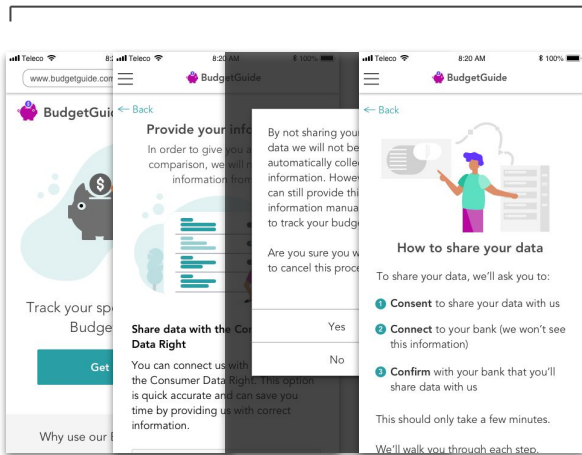 Teleco
www.budgetguide.com
BudgetGuid
Track your sp
Budge
Get
Why use our
Teleco 8:20 AM 100%
BudgetGuide
← Back
Provide your info
In order to give you a
comparison, we will n
information from
Share data with the Con
Data Right
You can connect us with
the Consumer Data Right. This option
is quick accurate and can save you
time by providing us with correct
information.
By not sharing your
data we will not be
automatically collec
information. Howev
can still provide thi
information manua
to track your budge
Are you sure you w
to cancel this proce
Yes
No
Teleco 8:20 AM 100%
BudgetGuide
← Back
How to share your data
To share your data, we'll ask you to:
1 Consent to share your data with us
2 Connect to your bank (we won't see
this information)
3 Confirm with your bank that you'll
share data with us
This should only take a few minutes.
We'll walk you through each step.